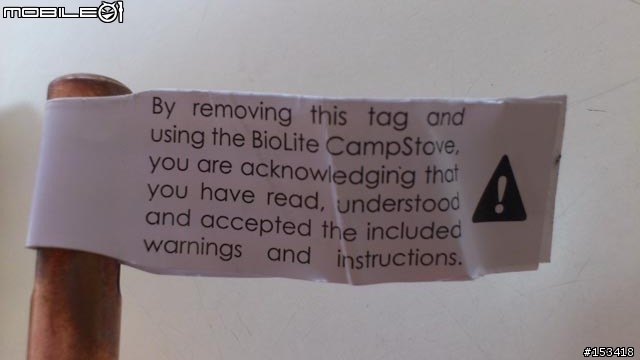 MOBILE01
By removing this tag and
using the BioLite CampStove,
you are acknowledging that
you have read, understood
and accepted the included
warnings and instructions.
#153418